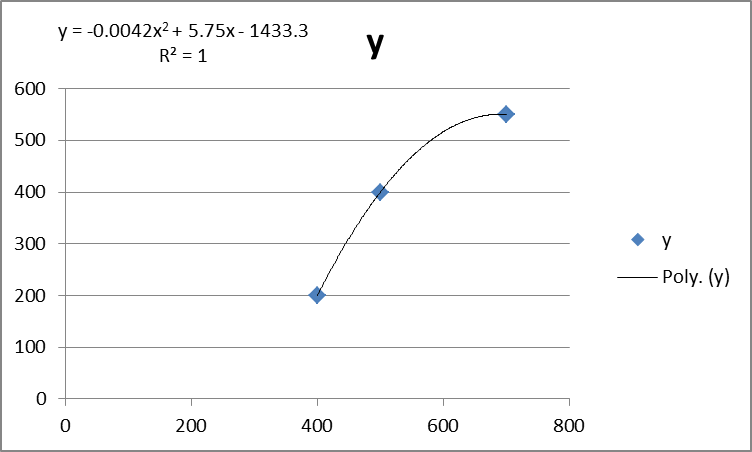 y = -0.0042x² + 5.75x - 1433.3
R² = 1
y
600
500
400
300
200
100
0
0 200 400 600 800
y
Poly. (y)